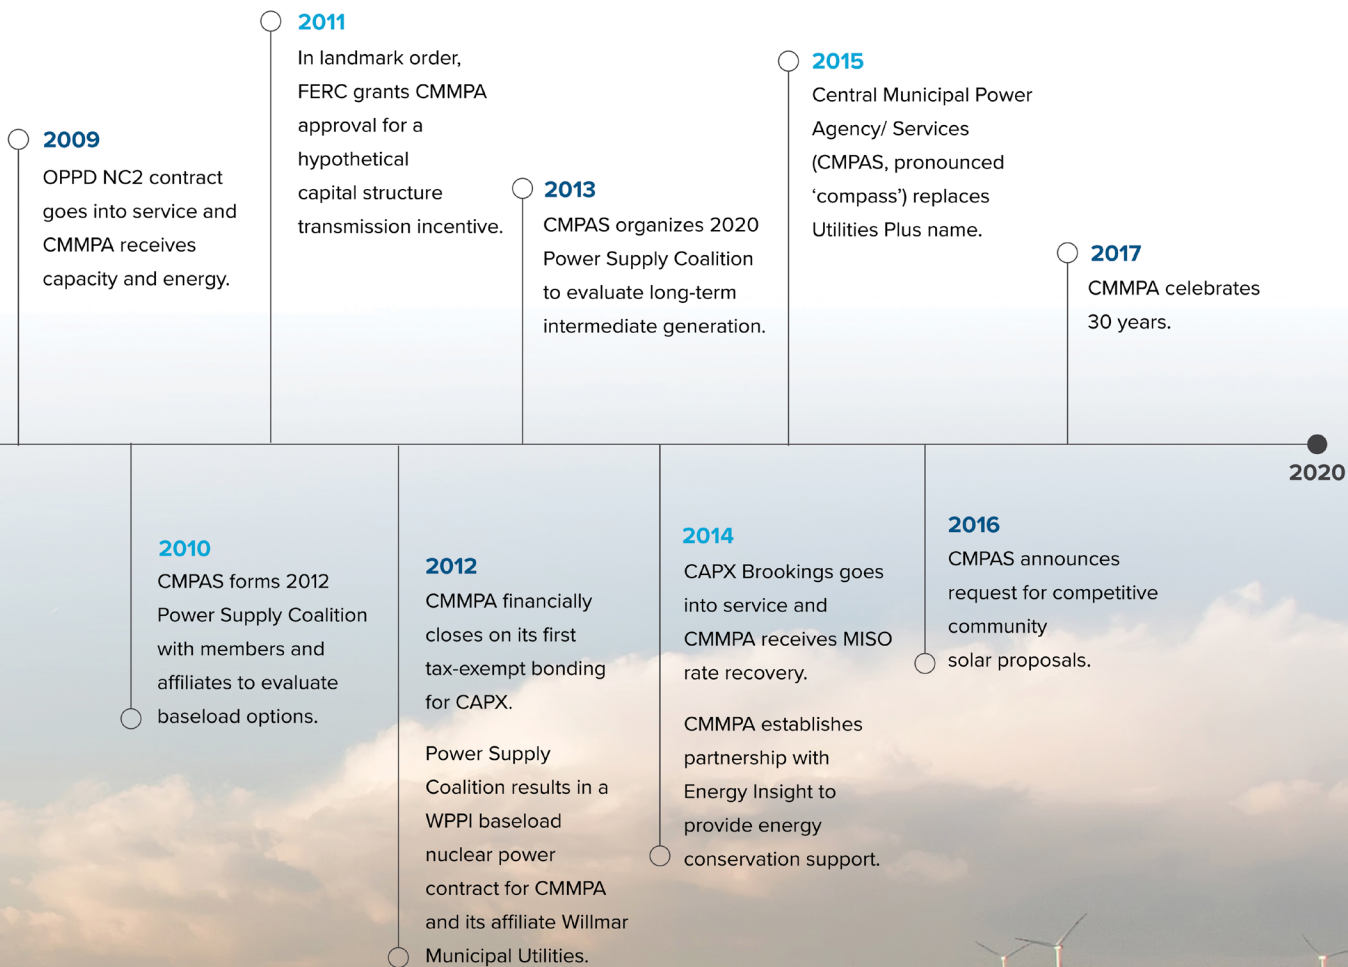 2009
OPPD NC2 contract
goes into service and
CMMPA receives
capacity and energy.
2010
CMPAS forms 2012
Power Supply Coalition
with members and
affiliates to evaluate
baseload options.
2011
In landmark order,
FERC grants CMMPA
approval for a
hypothetical
capital structure
transmission incentive.
2012
CMMPA financially
closes on its first
tax-exempt bonding
for CAPX.
Power Supply
Coalition results in a
WPPI baseload
nuclear power
contract for CMMPA
and its affiliate Willmar
Municipal Utilities.
2013
CMPAS organizes 2020
Power Supply Coalition
to evaluate long-term
intermediate generation.
2014
CAPX Brookings goes
into service and
CMMPA receives MISO
rate recovery.
CMMPA establishes
partnership with
Energy Insight to
provide energy
conservation support.
2015
Central Municipal Power
Agency/ Services
(CMPAS, pronounced
‘compass’) replaces
Utilities Plus name.
2016
CMPAS announces
request for competitive
community
solar proposals.
2017
CMMPA celebrates
30 years.
2020